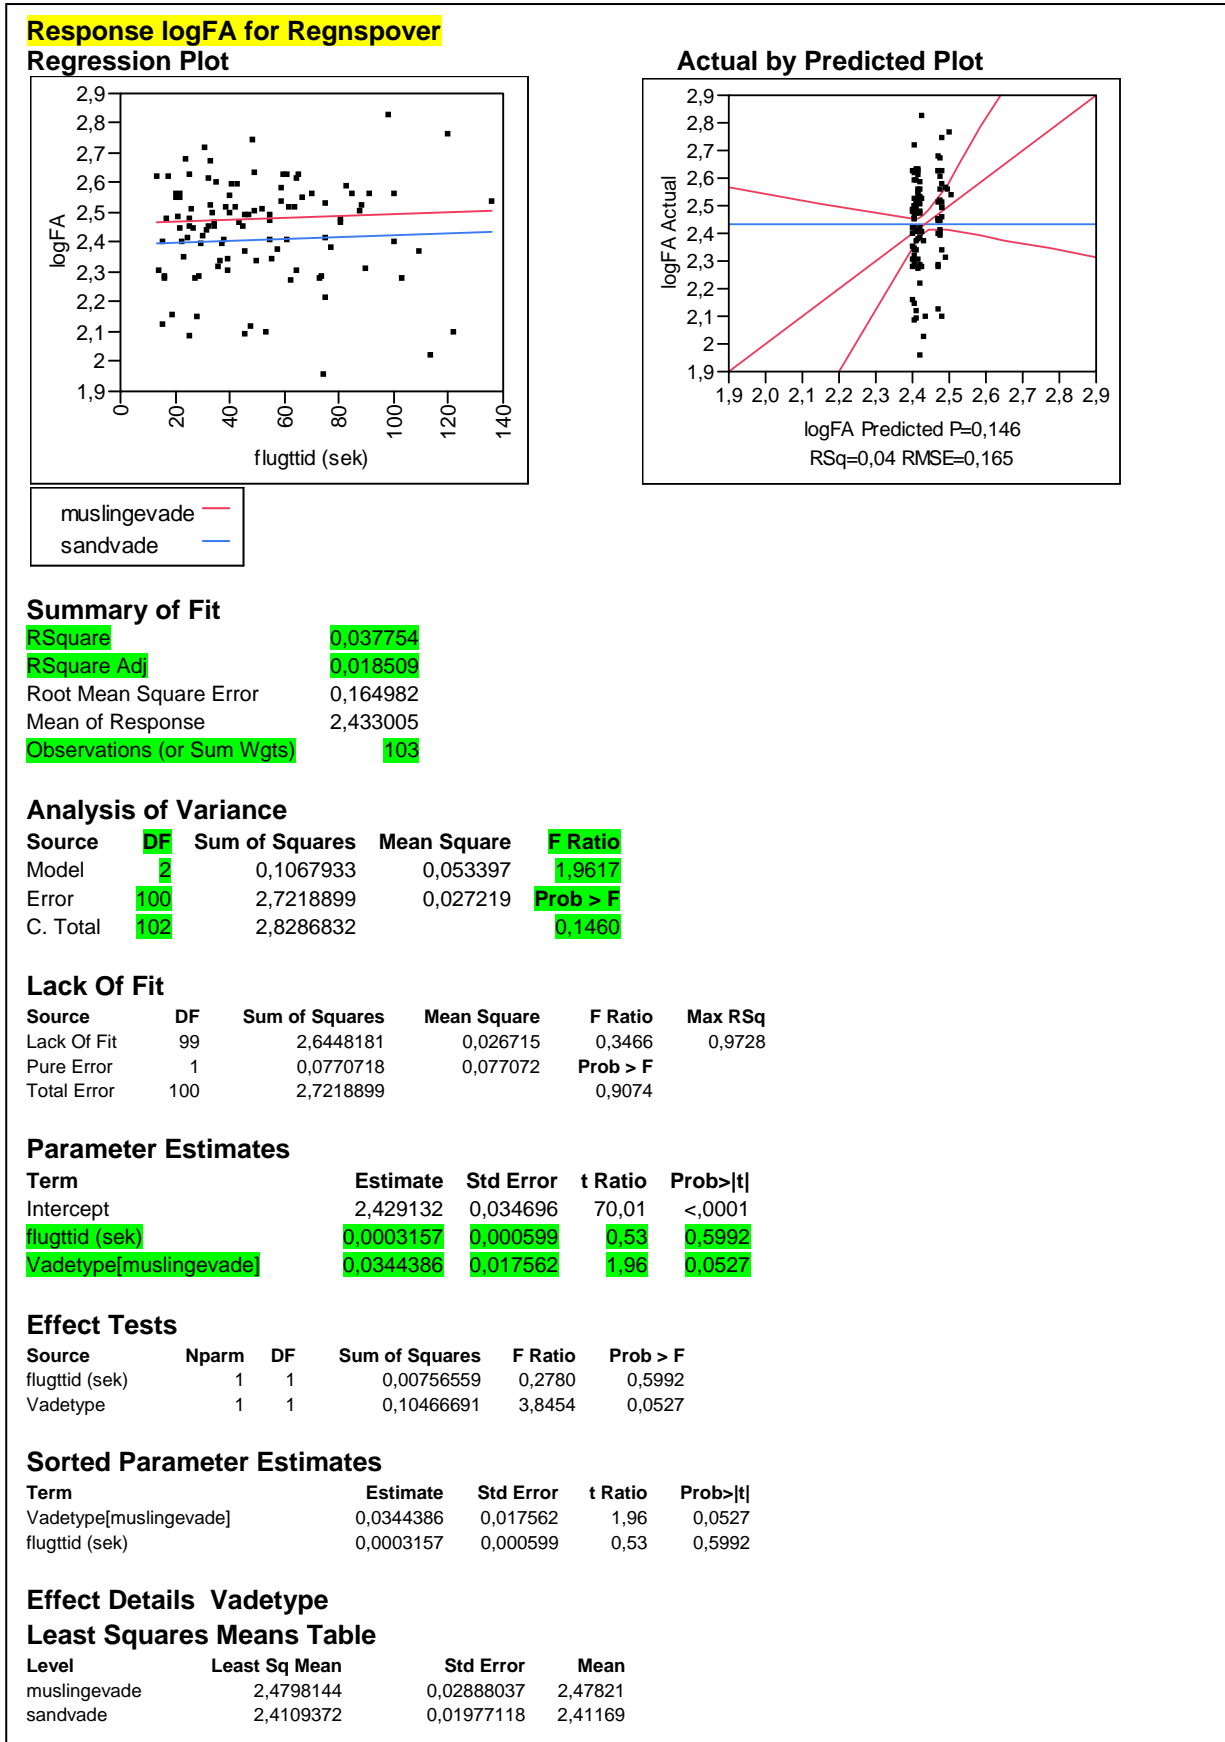 Response logFA for Regnspover
Regression Plot
2,9
2,8
2,7
2,6
2,5
2,4
2,3
2,2
2,1
2
1,9
logFA
0 20 40 60 80 100 120 140
flugttid (sek)
muslingevade
sandvade
Actual by Predicted Plot
2,9
2,8
2,7
2,6
2,5
2,4
2,3
2,2
2,1
2
1,9
logFA Actual
1,9 2,0 2,1 2,2 2,3 2,4 2,5 2,6 2,7 2,8 2,9
logFA Predicted P=0,146
RSq=0,04 RMSE=0,165
Summary of Fit
RSquare 0,037754
RSquare Adj 0,018509
Root Mean Square Error 0,164982
Mean of Response 2,433005
Observations (or Sum Wgts) 103
Analysis of Variance
Source DF Sum of Squares Mean Square F Ratio
Model 2 0,1067933 0,053397 1,9617
Error 100 2,7218899 0,027219 Prob > F
C. Total 102 2,8286832 0,1460
Lack Of Fit
Source DF Sum of Squares Mean Square F Ratio Max RSq
Lack Of Fit 99 2,6448181 0,026715 0,3466 0,9728
Pure Error 1 0,0770718 0,077072 Prob > F
Total Error 100 2,7218899 0,9074
Parameter Estimates
Term Estimate Std Error t Ratio Prob>|t|
Intercept 2,429132 0,034696 70,01 <,0001
flugttid (sek) 0,0003157 0,000599 0,53 0,5992
Vadetype[muslingevade] 0,0344386 0,017562 1,96 0,0527
Effect Tests
Source Nparm DF Sum of Squares F Ratio Prob > F
flugttid (sek) 1 1 0,00756559 0,2780 0,5992
Vadetype 1 1 0,10466691 3,8454 0,0527
Sorted Parameter Estimates
Term Estimate Std Error t Ratio Prob>|t|
Vadetype[muslingevade] 0,0344386 0,017562 1,96 0,0527
flugttid (sek) 0,0003157 0,000599 0,53 0,5992
Effect Details Vadetype
Least Squares Means Table
Level Least Sq Mean Std Error Mean
muslingevade 2,4798144 0,02888037 2,47821
sandvade 2,4109372 0,01977118 2,41169